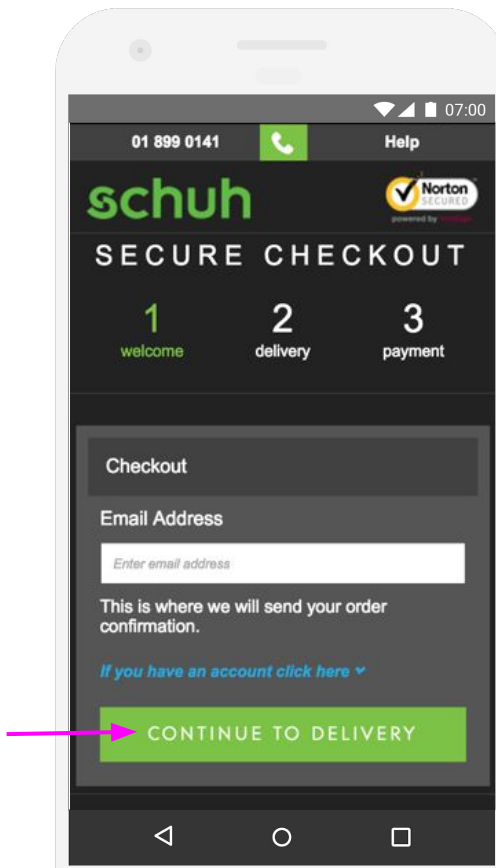 07:00
01 899 0141 Help
schuh
Norton
SECURED
powered by
SECURE CHECKOUT
1 2 3
welcome delivery payment
Checkout
Email Address
Enter email address
This is where we will send your order
confirmation.
If you have an account click here
CONTINUE TO DELIVERY